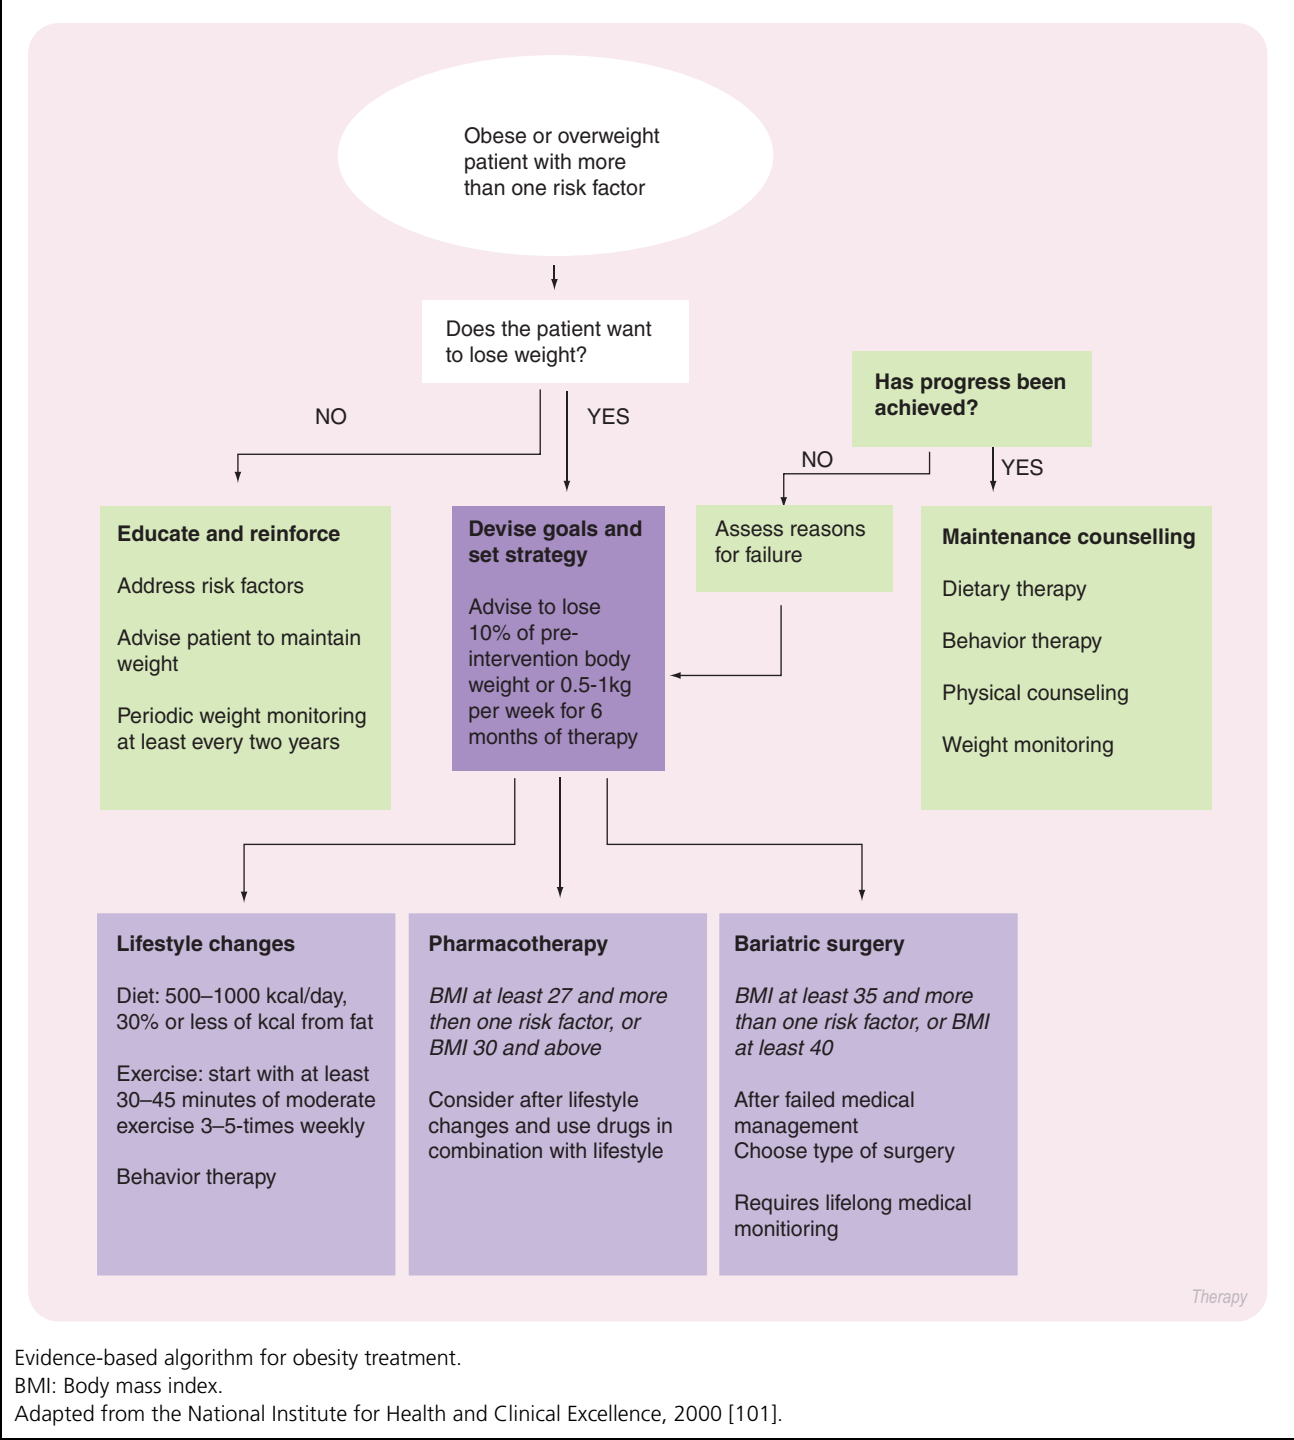 Obese or overweight
patient with more
than one risk factor
Does the patient want
to lose weight?
NO
YES
Has progress been
achieved?
NO
YES
Educate and reinforce
Address risk factors
Advise patient to maintain
weight
Periodic weight monitoring
at least every two years
Devise goals and
set strategy
Advise to lose
10% of pre-
intervention body
weight or 0.5-1kg
per week for 6
months of therapy
Assess reasons
for failure
Maintenance counselling
Dietary therapy
Behavior therapy
Physical counseling
Weight monitoring
Lifestyle changes
Diet: 500–1000 kcal/day,
30% or less of kcal from fat
Exercise: start with at least
30–45 minutes of moderate
exercise 3–5-times weekly
Behavior therapy
Pharmacotherapy
BMI at least 27 and more
then one risk factor, or
BMI 30 and above
Consider after lifestyle
changes and use drugs in
combination with lifestyle
Bariatric surgery
BMI at least 35 and more
than one risk factor, or BMI
at least 40
After failed medical
management
Choose type of surgery
Requires lifelong medical
monitioring
Therapy
Evidence-based algorithm for obesity treatment.
BMI: Body mass index.
Adapted from the National Institute for Health and Clinical Excellence, 2000 [101].